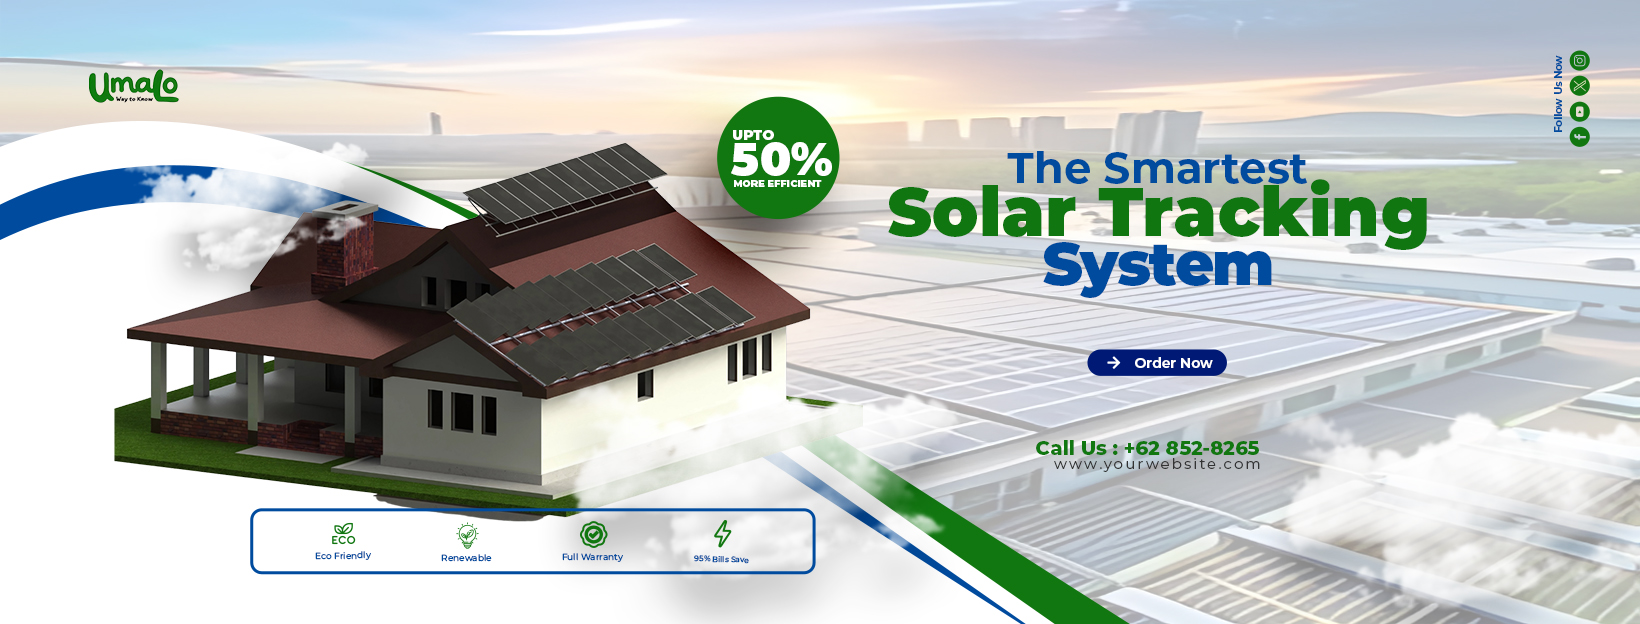 Umalo
Way to Know
Follow Us Now
UPTO
50%
MORE EFFICIENT
The Smartest
Solar Tracking
System
Order Now
Call Us : +62 852-8265
www.yourwebsite.com
ECO
Eco Friendly
Renewable
Full Warranty
95% Bills Save